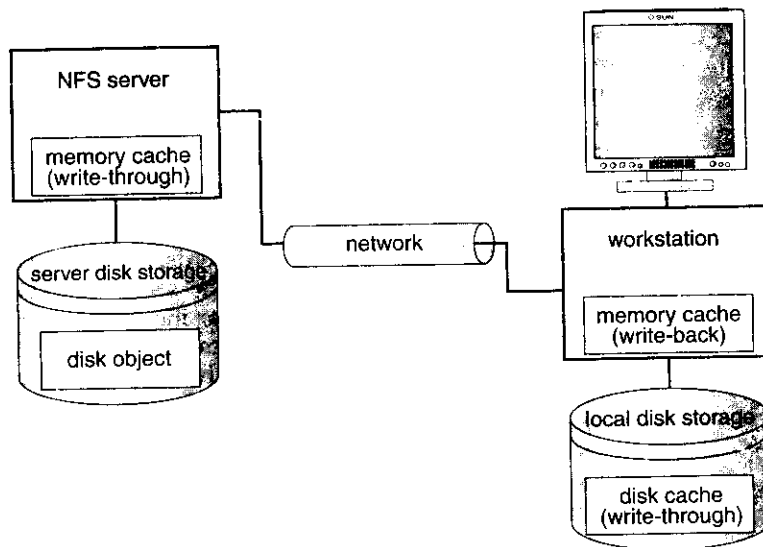 SUN
NFS server
memory cache
(write-through)
server disk storage
disk object
network
workstation
memory cache
(write-back)
local disk storage
disk cache
(write-through)